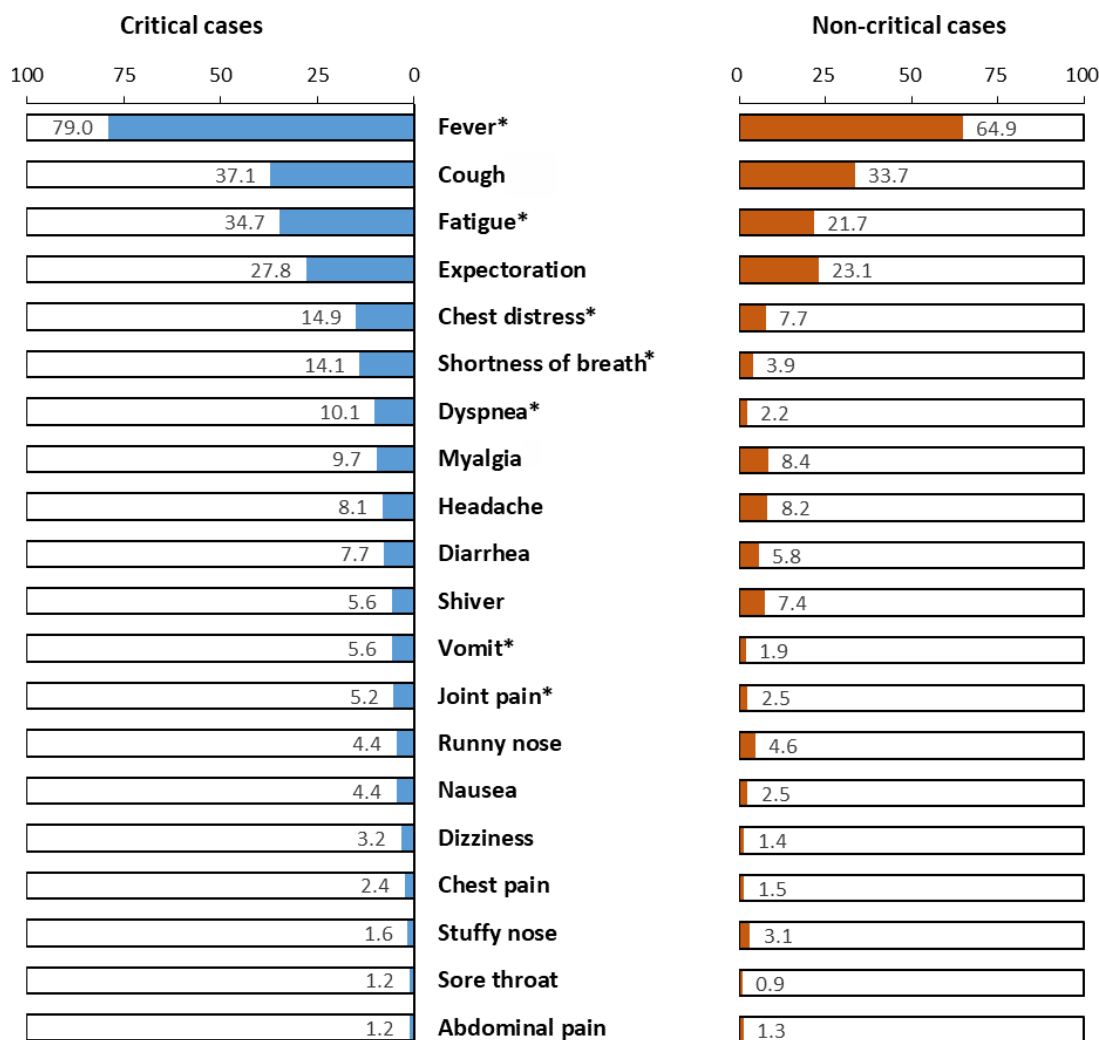 Critical cases Non-critical cases
100 75 50 25 0 0 25 50 75 100
79.0 Fever* 64.9
37.1 Cough 33.7
34.7 Fatigue* 21.7
27.8 Expectoration 23.1
14.9 Chest distress* 7.7
14.1 Shortness of breath* 3.9
10.1 Dyspnea* 2.2
9.7 Myalgia 8.4
8.1 Headache 8.2
7.7 Diarrhea 5.8
5.6 Shiver 7.4
5.6 Vomit* 1.9
5.2 Joint pain* 2.5
4.4 Runny nose 4.6
4.4 Nausea 2.5
3.2 Dizziness 1.4
2.4 Chest pain 1.5
1.6 Stuffy nose 3.1
1.2 Sore throat 0.9
1.2 Abdominal pain 1.3